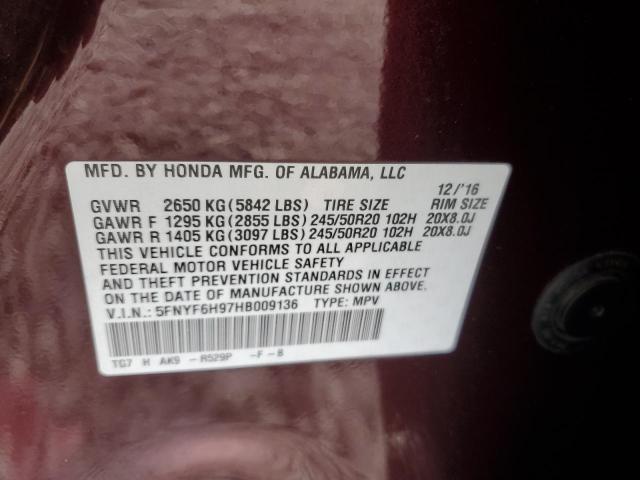 MFD. BY HONDA MFG. OF ALABAMA, LLC
12/'16
GVWR 2650 KG (5842 LBS) TIRE SIZE RIM SIZE
GAWR F 1295 KG (2855 LBS) 245/50R20 102H 20X8.0J
GAWR R 1405 KG (3097 LBS) 245/50R20 102H 20X8.0J
THIS VEHICLE CONFORMS TO ALL APPLICABLE
FEDERAL MOTOR VEHICLE SAFETY
AND THEFT PREVENTION STANDARDS IN EFFECT
ON THE DATE OF MANUFACTURE SHOWN ABOVE.
V.I.N.: 5FNYF6H97HB009136 TYPE: MPV
TG7 H AK9 -R529P -F-B